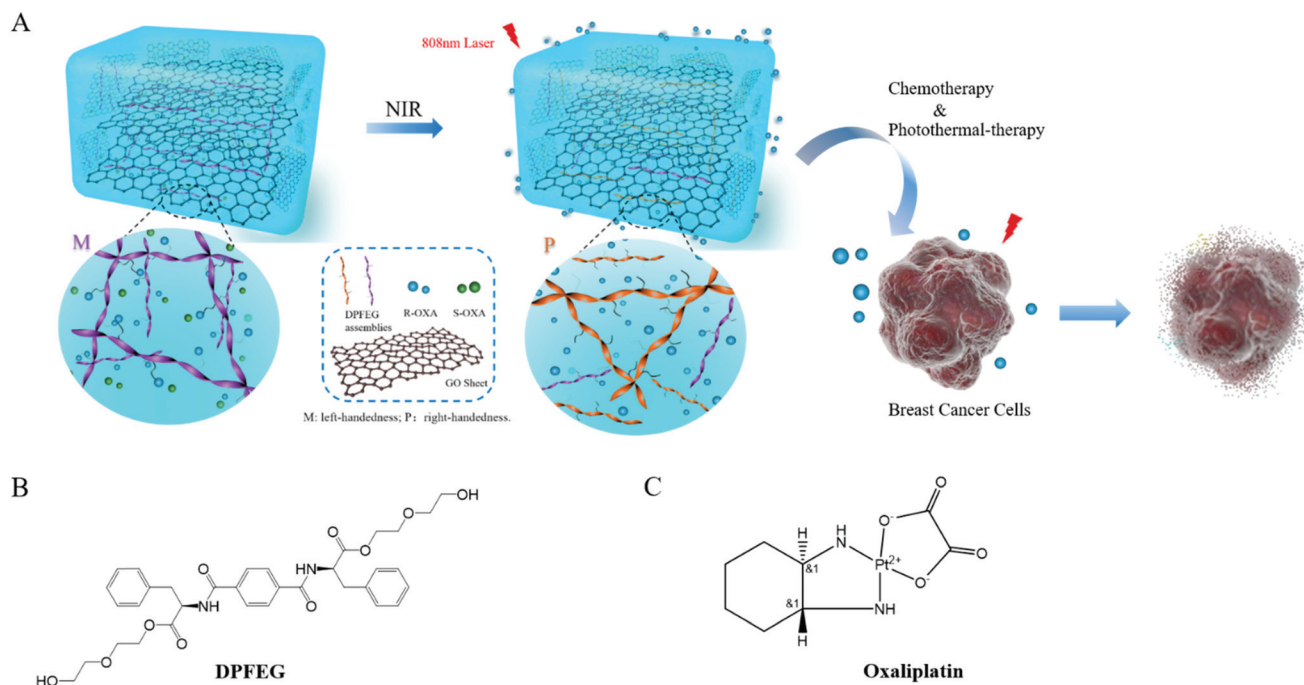 A
808nm Laser
NIR
Chemotherapy
&
Photothermal-therapy
M
P
DPFEG
assemblies
R-OXA
S-OXA
GO Sheet
M: left-handedness; P: right-handedness.
Breast Cancer Cells
B
OH
O
O
O
HN
O
O
NH
O
O
O
O
HO
DPFEG
C
H
H
N
O
O
O-
&1
Pt2+
&1
O-
NH
H
Oxaliplatin